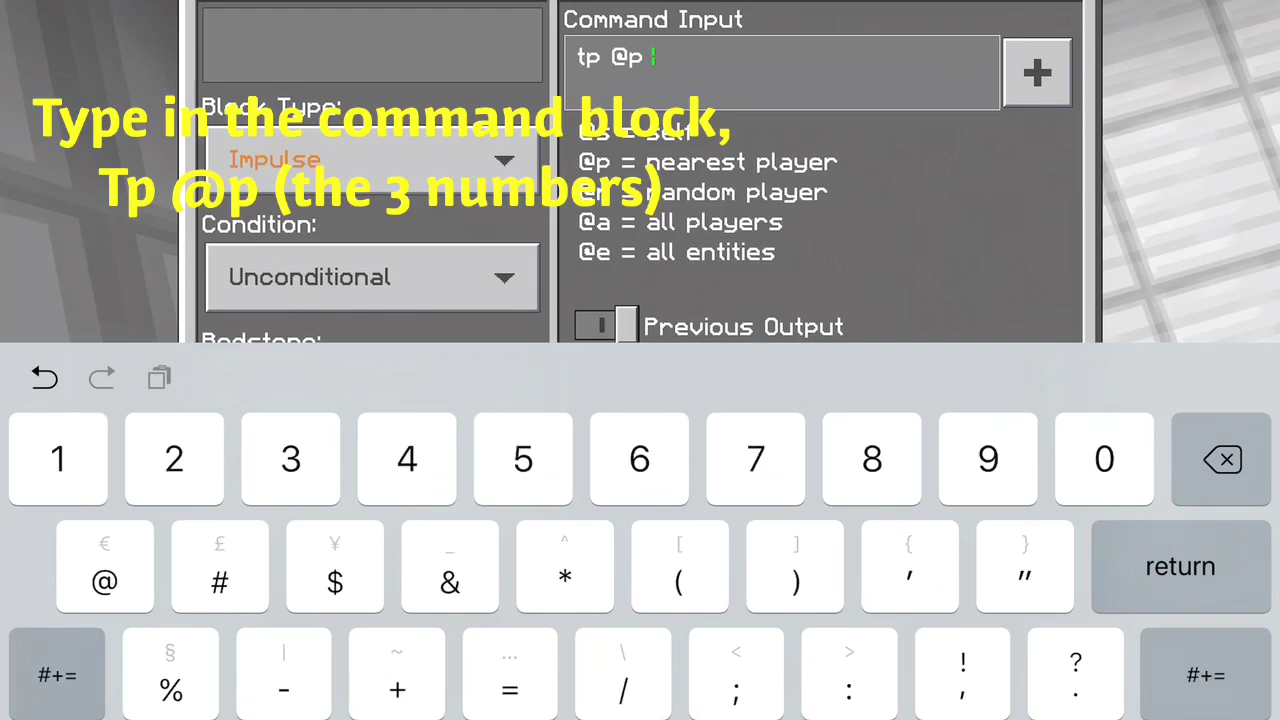 Command Input
tp @p
Block Type:
Type in the command block,
Tp @p (the 3 numbers)
Impulse
@s = self
@p = nearest player
@r = random player
@a = all players
@e = all entities
Condition:
Unconditional
Previous Output
Redstone:
1 2 3 4 5 6 7 8 9 0
€ £ ¥ _ ^ [ ] { }
@ # $ & * ( ) ' "
return
§ | ~ … \ < > ! ?
#+= % - + = / ; : , . #+=